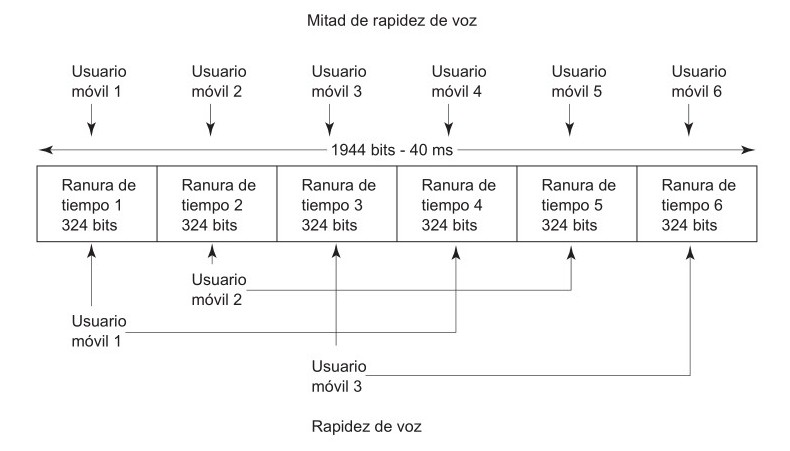 Mitad de rapidez de voz
Usuario móvil 1
Usuario móvil 2
Usuario móvil 3
Usuario móvil 4
Usuario móvil 5
Usuario móvil 6
1944 bits - 40 ms
Ranura de tiempo 1 324 bits
Ranura de tiempo 2 324 bits
Ranura de tiempo 3 324 bits
Ranura de tiempo 4 324 bits
Ranura de tiempo 5 324 bits
Ranura de tiempo 6 324 bits
Usuario móvil 2
Usuario móvil 1
Usuario móvil 3
Rapidez de voz